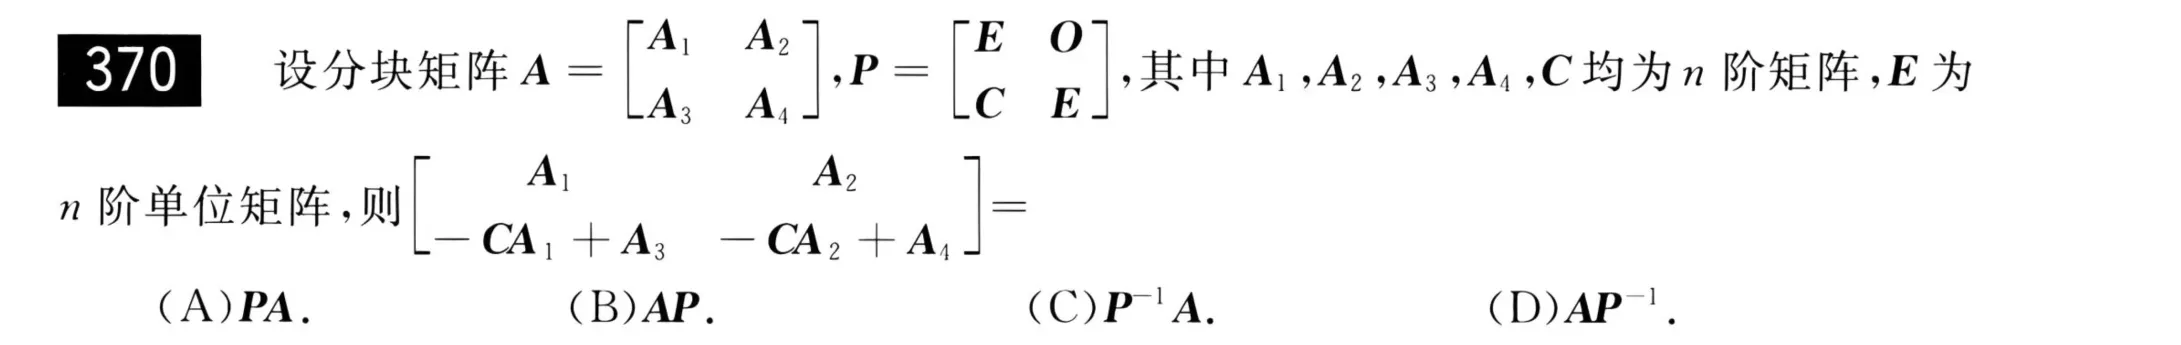 370 设分块矩阵 A = [A₁ A₂; A₃ A₄], P = [E O; C E], 其中 A₁, A₂, A₃, A₄, C 均为 n 阶矩阵, E 为
n 阶单位矩阵, 则 [A₁ A₂; −CA₁ + A₃ −CA₂ + A₄] =
(A) PA. (B) AP. (C) P⁻¹A. (D) AP⁻¹.